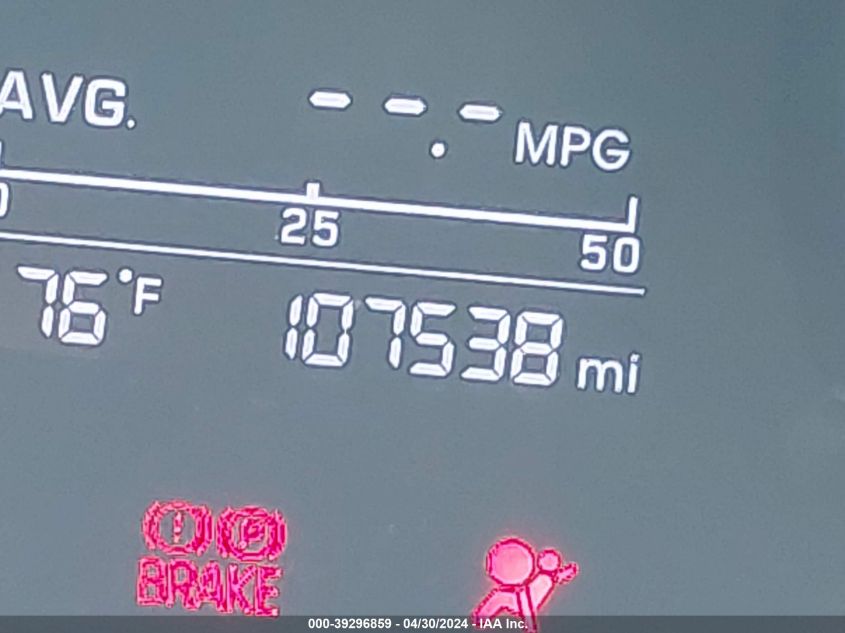 AVG. --.- MPG
0 25 50
76°F 107538 mi
BRAKE
000-39296859 - 04/30/2024 - IAA Inc.